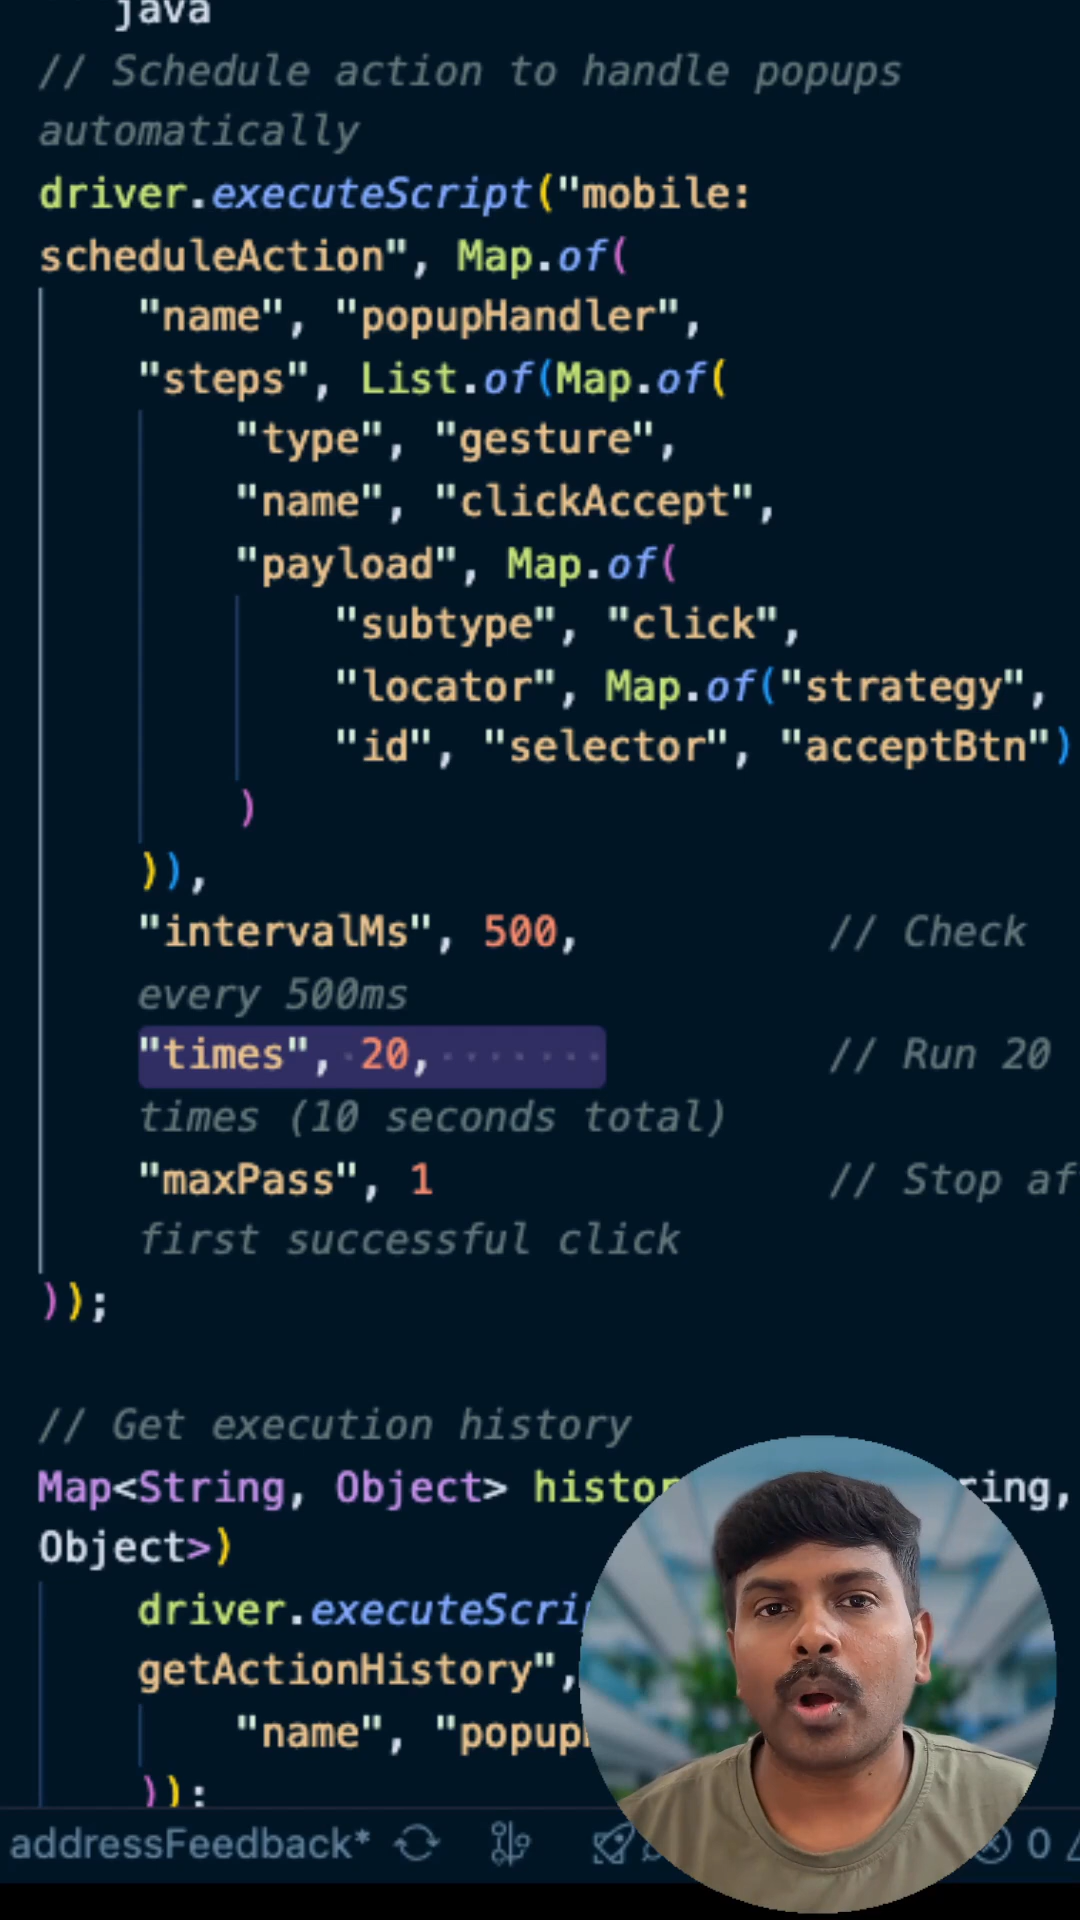 java
// Schedule action to handle popups
automatically
driver.executeScript("mobile:
scheduleAction", Map.of(
"name", "popupHandler",
"steps", List.of(Map.of(
"type", "gesture",
"name", "clickAccept",
"payload", Map.of(
"subtype", "click",
"locator", Map.of("strategy",
"id", "selector", "acceptBtn")
)
)),
"intervalMs", 500, // Check
every 500ms
"times", 20, // Run 20
times (10 seconds total)
"maxPass", 1 // Stop af
first successful click
));
// Get execution history
Map<String, Object> histor ring,
Object>)
driver.executeScri
getActionHistory",
"name", "popup
));
addressFeedback* 0